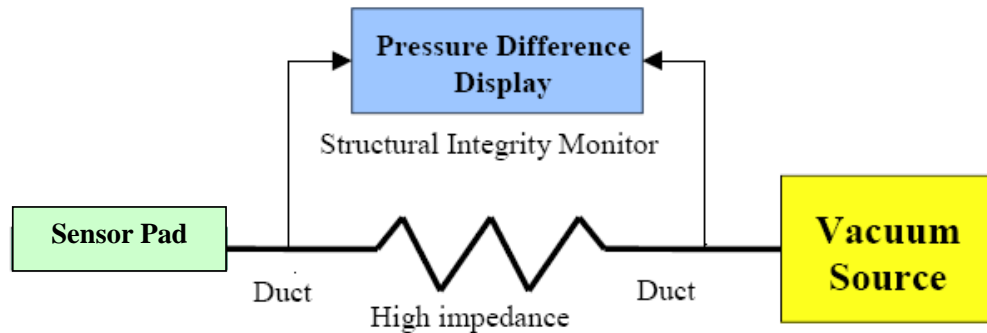 Pressure Difference
Display
Structural Integrity Monitor
Sensor Pad
Vacuum
Source
Duct
Duct
High impedance